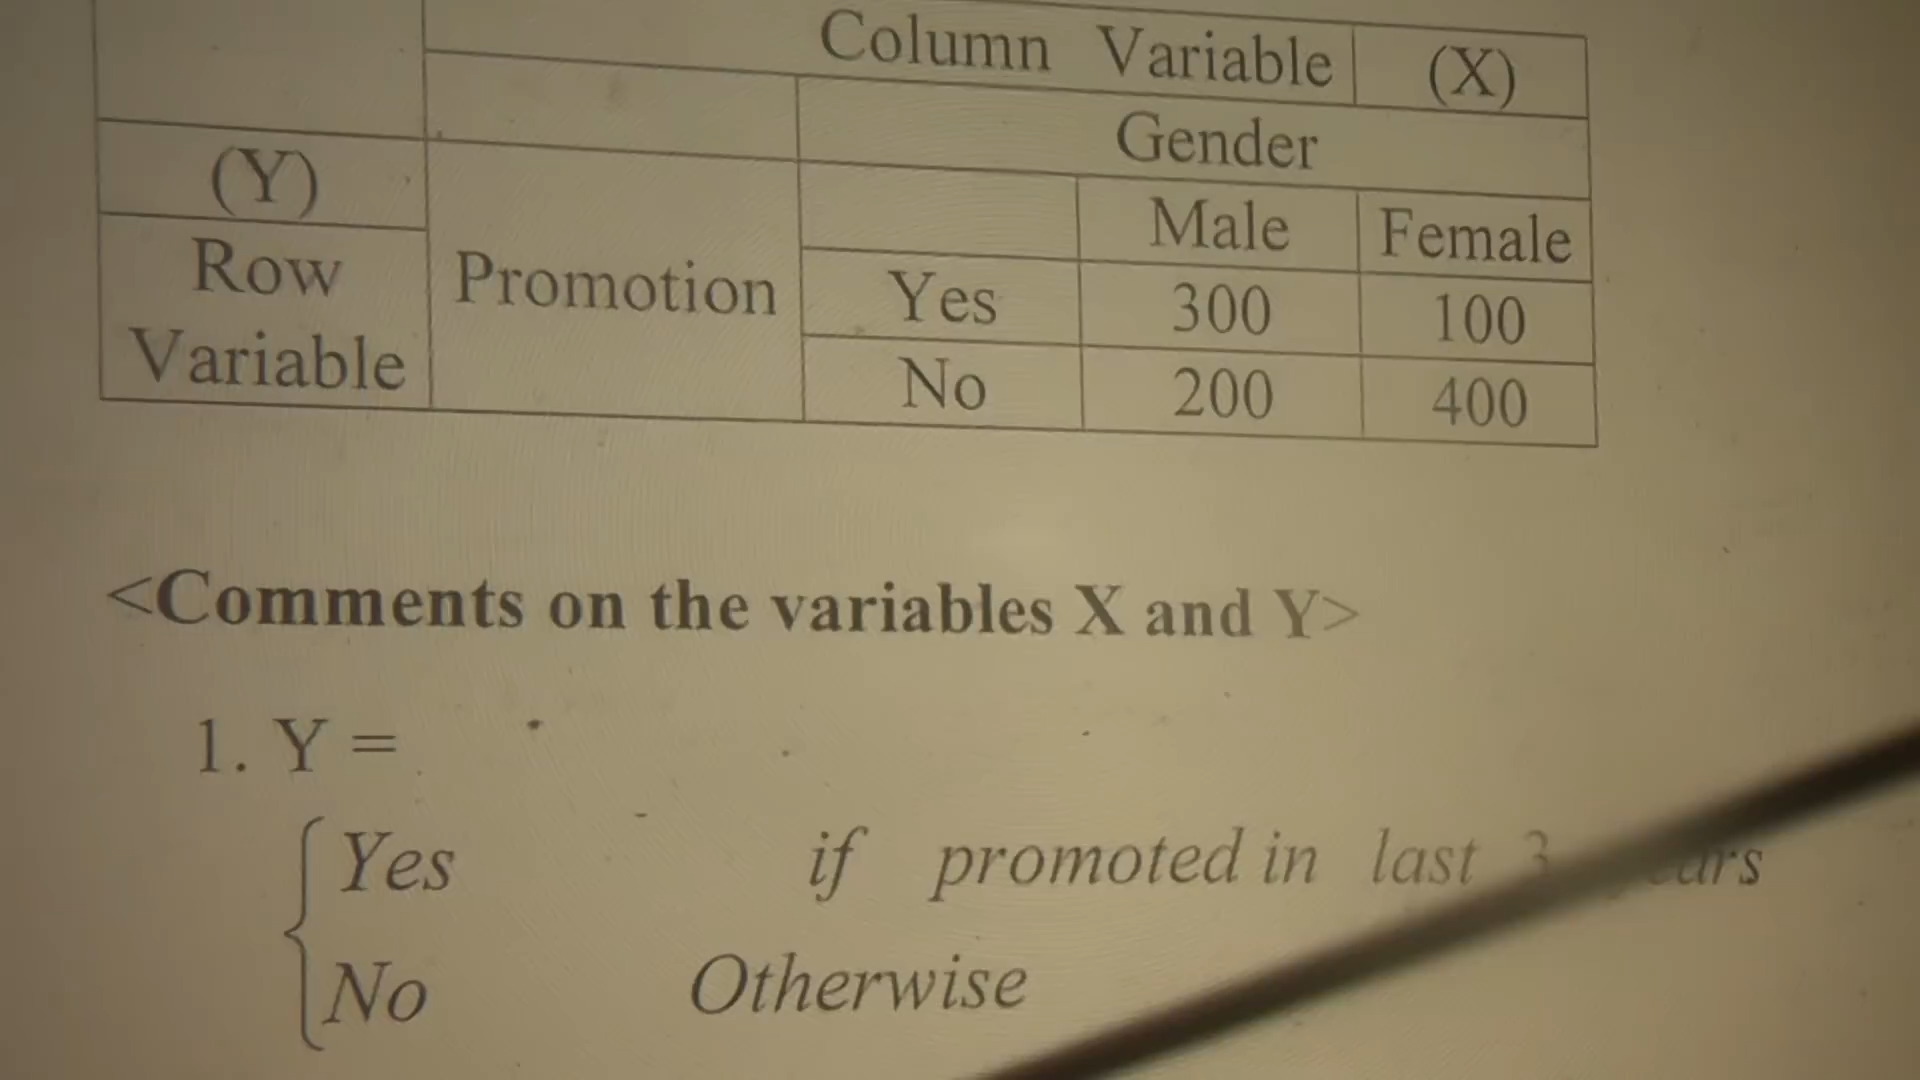 Column Variable (X)
Gender
(Y)
Male Female
Row
Variable
Promotion
Yes 300 100
No 200 400
<Comments on the variables X and Y>
1. Y =
Yes if promoted in last 3
No Otherwise